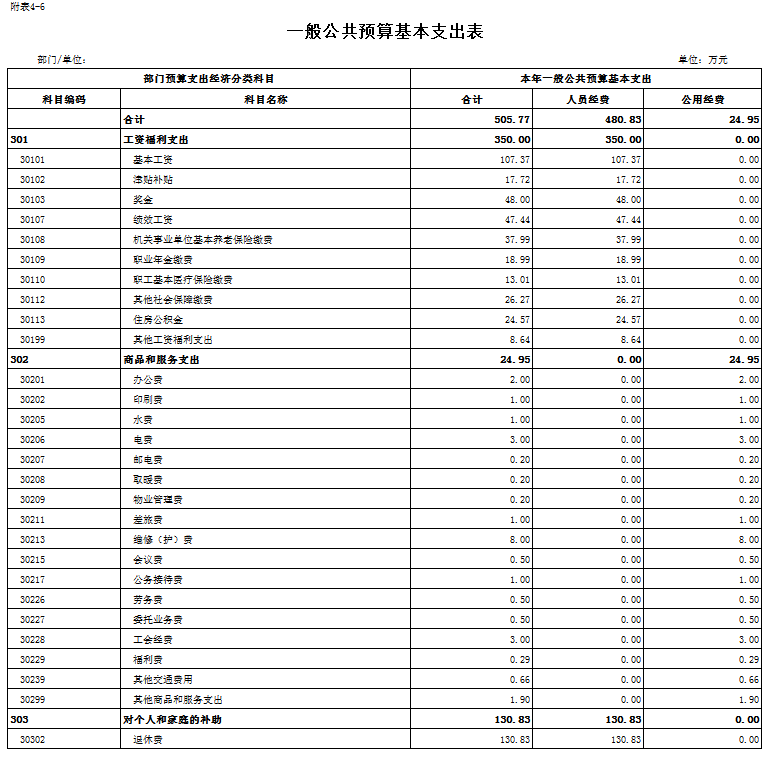 附表4-6
一般公共预算基本支出表
部门/单位: 单位: 万元
部门预算支出经济分类科目 本年一般公共预算基本支出
科目编码 科目名称 合计 人员经费 公用经费
合计 505.77 480.83 24.95
301 工资福利支出 350.00 350.00 0.00
30101 基本工资 107.37 107.37 0.00
30102 津贴补贴 17.72 17.72 0.00
30103 奖金 48.00 48.00 0.00
30107 绩效工资 47.44 47.44 0.00
30108 机关事业单位基本养老保险缴费 37.99 37.99 0.00
30109 职业年金缴费 18.99 18.99 0.00
30110 职工基本医疗保险缴费 13.01 13.01 0.00
30112 其他社会保障缴费 26.27 26.27 0.00
30113 住房公积金 24.57 24.57 0.00
30199 其他工资福利支出 8.64 8.64 0.00
302 商品和服务支出 24.95 0.00 24.95
30201 办公费 2.00 0.00 2.00
30202 印刷费 1.00 0.00 1.00
30205 水费 1.00 0.00 1.00
30206 电费 3.00 0.00 3.00
30207 邮电费 0.20 0.00 0.20
30208 取暖费 0.20 0.00 0.20
30209 物业管理费 0.20 0.00 0.20
30211 差旅费 1.00 0.00 1.00
30213 维修（护）费 8.00 0.00 8.00
30215 会议费 0.50 0.00 0.50
30217 公务接待费 1.00 0.00 1.00
30226 劳务费 0.50 0.00 0.50
30227 委托业务费 0.50 0.00 0.50
30228 工会经费 3.00 0.00 3.00
30229 福利费 0.29 0.00 0.29
30239 其他交通费用 0.66 0.00 0.66
30299 其他商品和服务支出 1.90 0.00 1.90
303 对个人和家庭的补助 130.83 130.83 0.00
30302 退休费 130.83 130.83 0.00